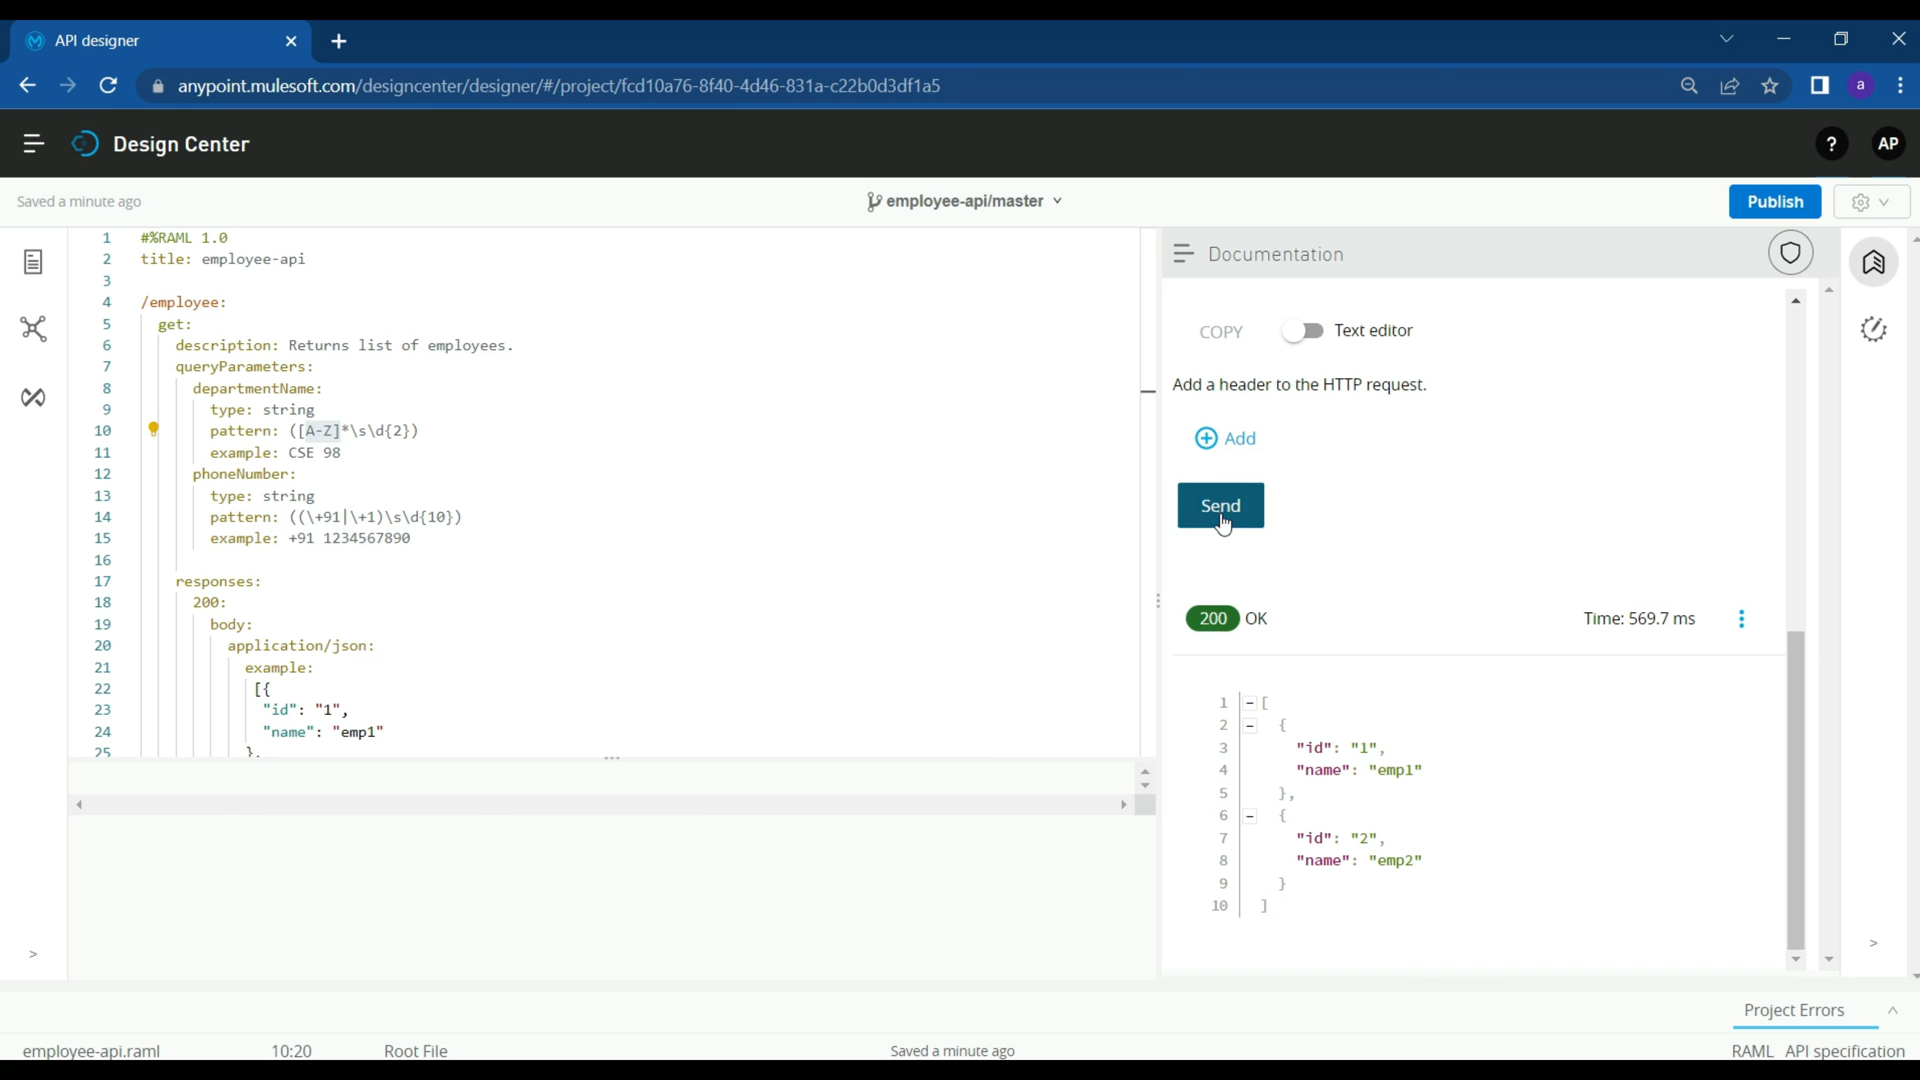 API designer
anypoint.mulesoft.com/designcenter/designer/#/project/fcd10a76-8f40-4d46-831a-c22b0d3df1a5
a
Design Center
?
AP
Saved a minute ago
employee-api/master
Publish
1 #%RAML 1.0
2 title: employee-api
3
4 /employee:
5 get:
6 description: Returns list of employees.
7 queryParameters:
8 departmentName:
9 type: string
10 pattern: ([A-Z]*\s\d{2})
11 example: CSE 98
12 phoneNumber:
13 type: string
14 pattern: ((\+91|\+1)\s\d{10})
15 example: +91 1234567890
16
17 responses:
18 200:
19 body:
20 application/json:
21 example:
22 [{
23 "id": "1",
24 "name": "emp1"
25 },
Documentation
COPY
Text editor
Add a header to the HTTP request.
Add
Send
200 OK
Time: 569.7 ms
1 [
2 {
3 "id": "1",
4 "name": "emp1"
5 },
6 {
7 "id": "2",
8 "name": "emp2"
9 }
10 ]
Project Errors
employee-api.raml
10:20
Root File
Saved a minute ago
RAML API specification